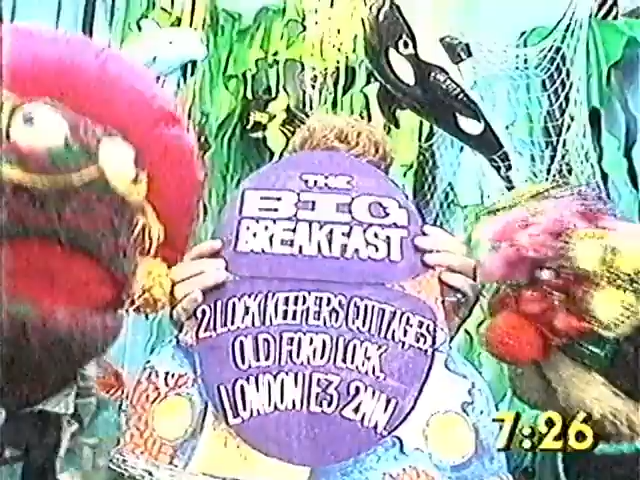 THE
BIG
BREAKFAST
2, LOCK KEEPERS COTTAGES,
OLD FORD LOCK,
LONDON E3 2NN.
7:26